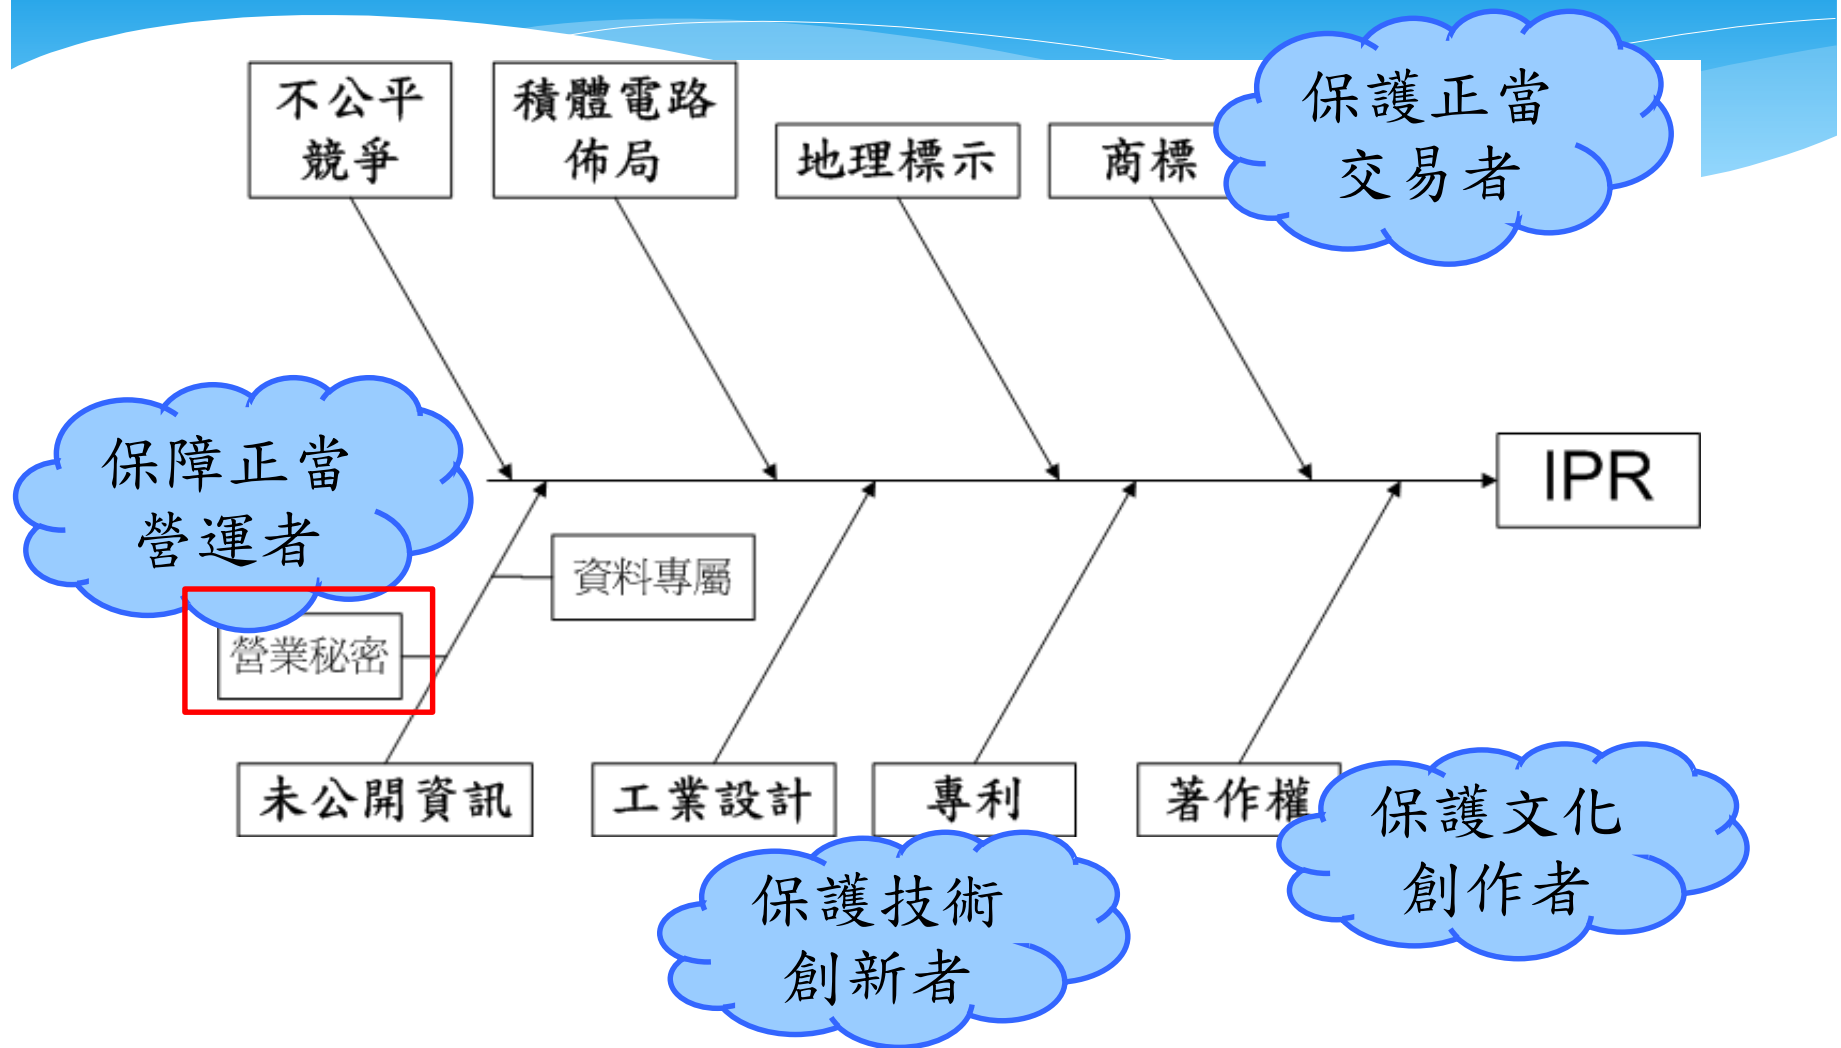 不公平
競爭
積體電路
佈局
地理標示
商標
保護正當
交易者
保障正當
營運者
IPR
資料專屬
營業秘密
未公開資訊
工業設計
專利
著作權
保護文化
創作者
保護技術
創新者